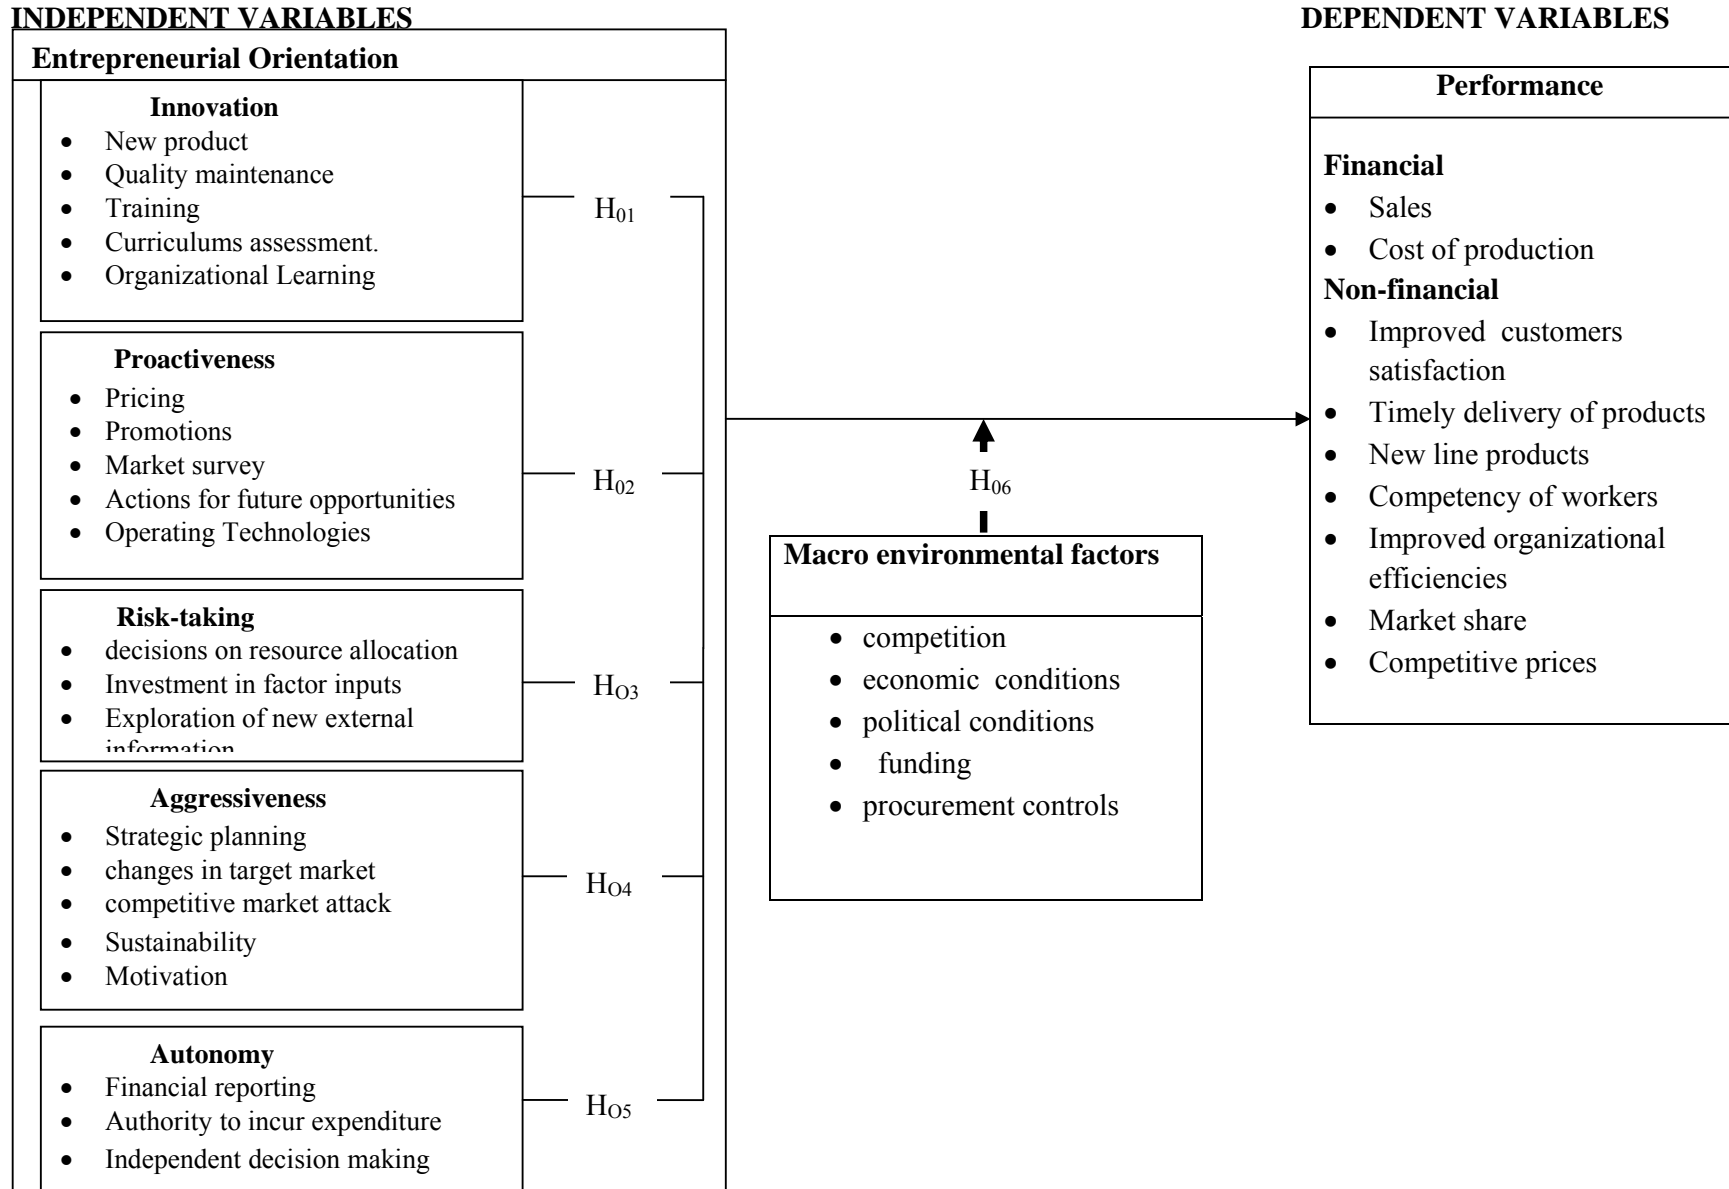 INDEPENDENT VARIABLES
Entrepreneurial Orientation
Innovation
• New product
• Quality maintenance
• Training
• Curriculums assessment.
• Organizational Learning
H01
Proactiveness
• Pricing
• Promotions
• Market survey
• Actions for future opportunities
• Operating Technologies
H02
Risk-taking
• decisions on resource allocation
• Investment in factor inputs
• Exploration of new external
information
HO3
Aggressiveness
• Strategic planning
• changes in target market
• competitive market attack
• Sustainability
• Motivation
HO4
Autonomy
• Financial reporting
• Authority to incur expenditure
• Independent decision making
HO5
H06
Macro environmental factors
• competition
• economic conditions
• political conditions
• funding
• procurement controls
DEPENDENT VARIABLES
Performance
Financial
• Sales
• Cost of production
Non-financial
• Improved customers
satisfaction
• Timely delivery of products
• New line products
• Competency of workers
• Improved organizational
efficiencies
• Market share
• Competitive prices